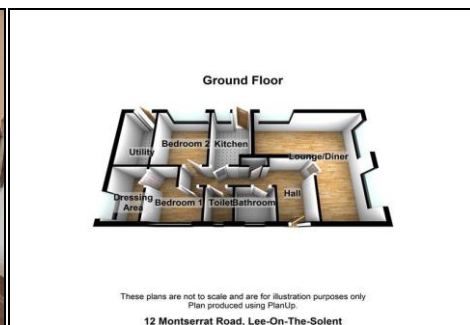 Ground Floor
Bedroom 2 Kitchen
Utility
Lounge/Diner
Dressing
Area
Hall
Bedroom 1 Toilet Bathroom
These plans are not to scale and are for illustration purposes only
Plan produced using PlanUp.
12 Montserrat Road, Lee-On-The-Solent